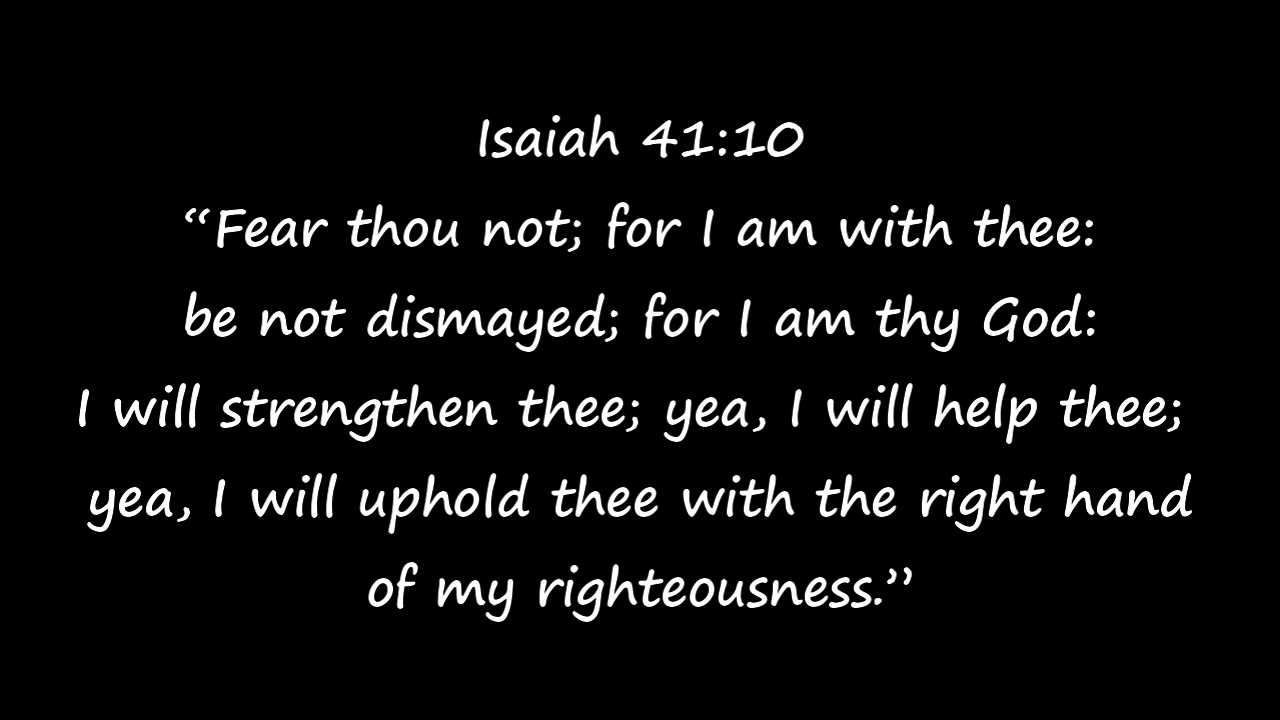 Isaiah 41:10
“Fear thou not; for I am with thee:
be not dismayed; for I am thy God:
I will strengthen thee; yea, I will help thee;
yea, I will uphold thee with the right hand
of my righteousness.”